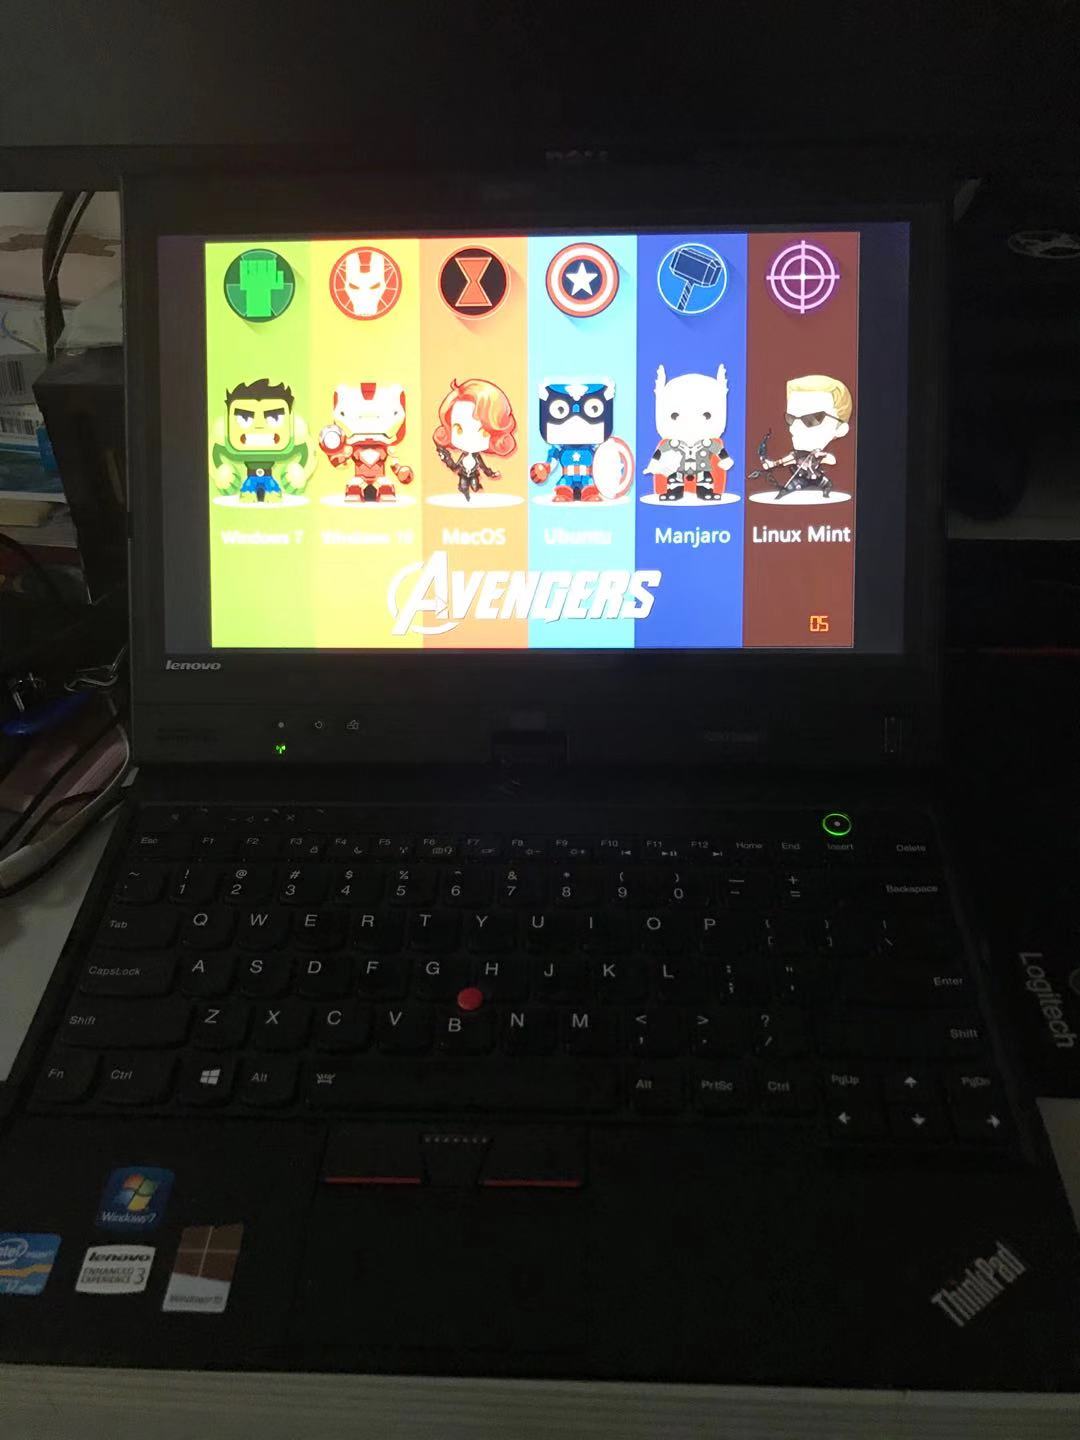 DELL
Windows 7 Windows 10 MacOS Ubuntu Manjaro Linux Mint
AVENGERS
05
lenovo
Esc F1 F2 F3 F4 F5 F6 F7 F8 F9 F10 F11 F12 Home End Insert Delete
~ ! @ # $ % ^ & * ( ) — +
1 2 3 4 5 6 7 8 9 0 - = Backspace
Tab Q W E R T Y U I O P [ ] \
CapsLock A S D F G H J K L : ; " ' Enter
Shift Z X C V B N M < , > . ? / Shift
Fn Ctrl Alt Alt PrtSc Ctrl PgUp PgDn
Logitech
Windows 7
intel
i7
lenovo
ENHANCED
EXPERIENCE 3
Windows 10
ThinkPad